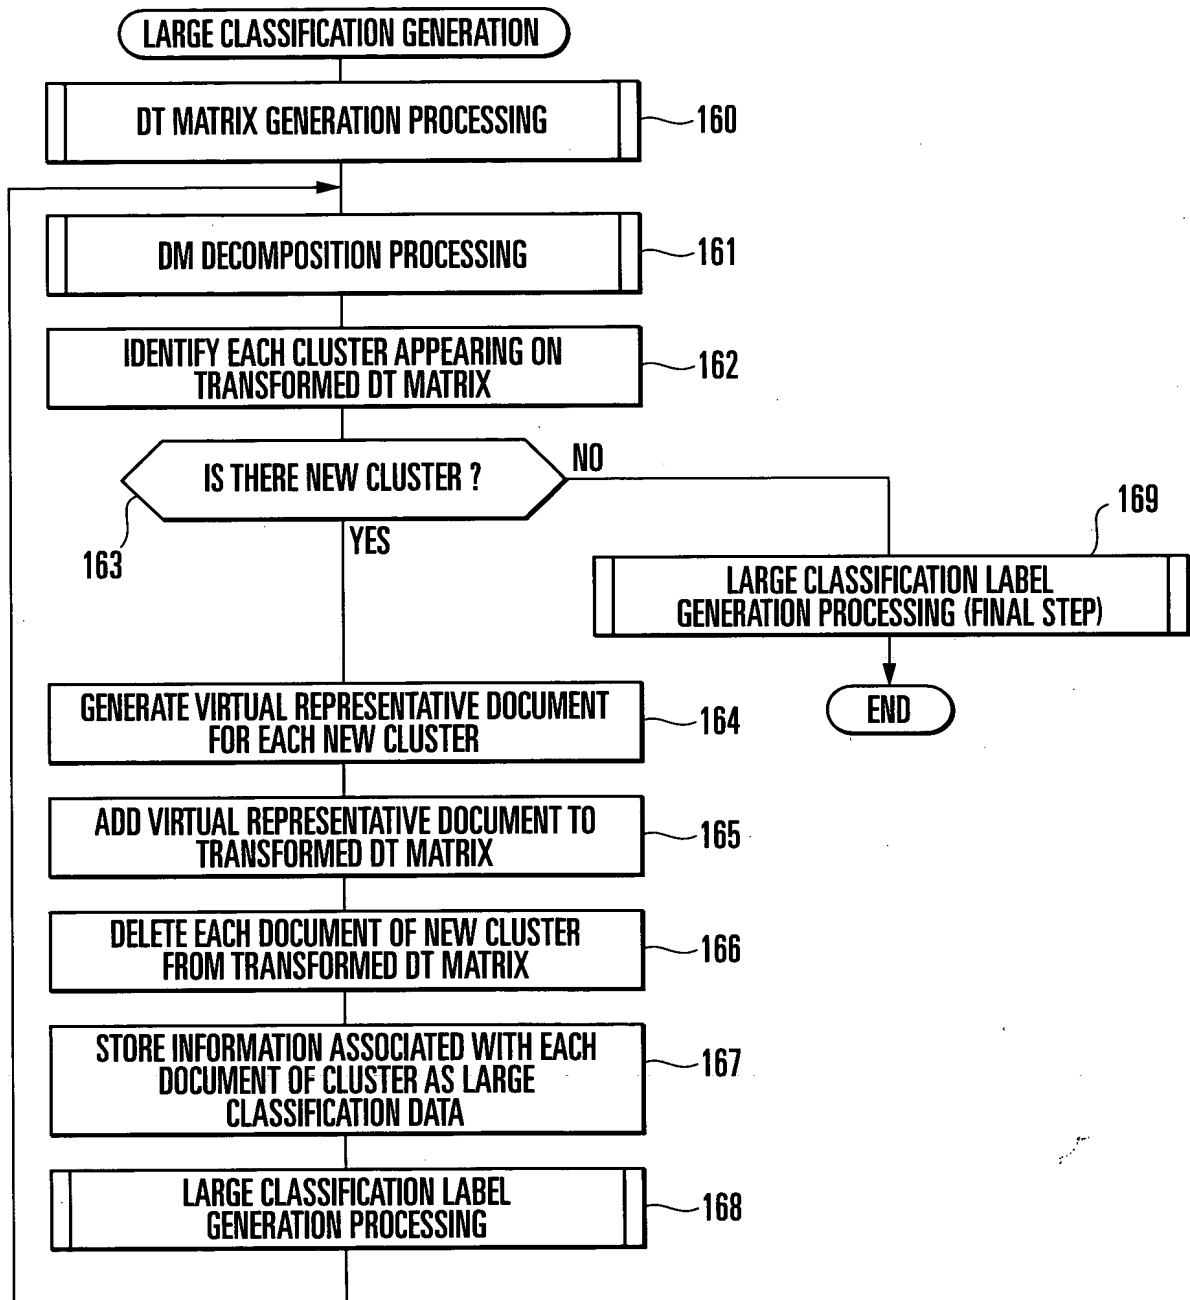 LARGE CLASSIFICATION GENERATION
DT MATRIX GENERATION PROCESSING
160
DM DECOMPOSITION PROCESSING
161
IDENTIFY EACH CLUSTER APPEARING ON
TRANSFORMED DT MATRIX
162
IS THERE NEW CLUSTER ?
NO
163
YES
169
LARGE CLASSIFICATION LABEL
GENERATION PROCESSING (FINAL STEP)
END
GENERATE VIRTUAL REPRESENTATIVE DOCUMENT
FOR EACH NEW CLUSTER
164
ADD VIRTUAL REPRESENTATIVE DOCUMENT TO
TRANSFORMED DT MATRIX
165
DELETE EACH DOCUMENT OF NEW CLUSTER
FROM TRANSFORMED DT MATRIX
166
STORE INFORMATION ASSOCIATED WITH EACH
DOCUMENT OF CLUSTER AS LARGE
CLASSIFICATION DATA
167
LARGE CLASSIFICATION LABEL
GENERATION PROCESSING
168